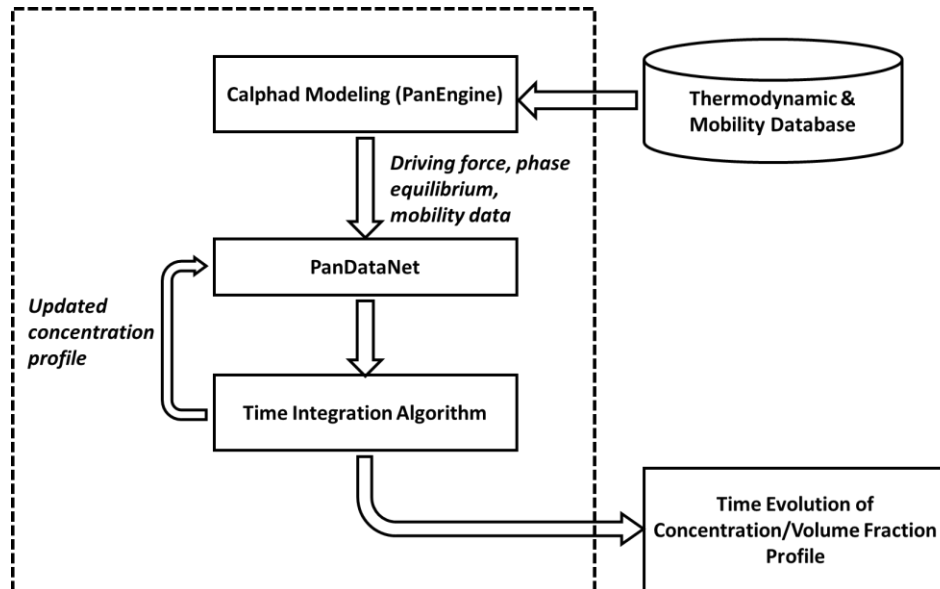 Calphad Modeling (PanEngine)
Thermodynamic &
Mobility Database
Driving force, phase
equilibrium,
mobility data
PanDataNet
Updated
concentration
profile
Time Integration Algorithm
Time Evolution of
Concentration/Volume Fraction
Profile